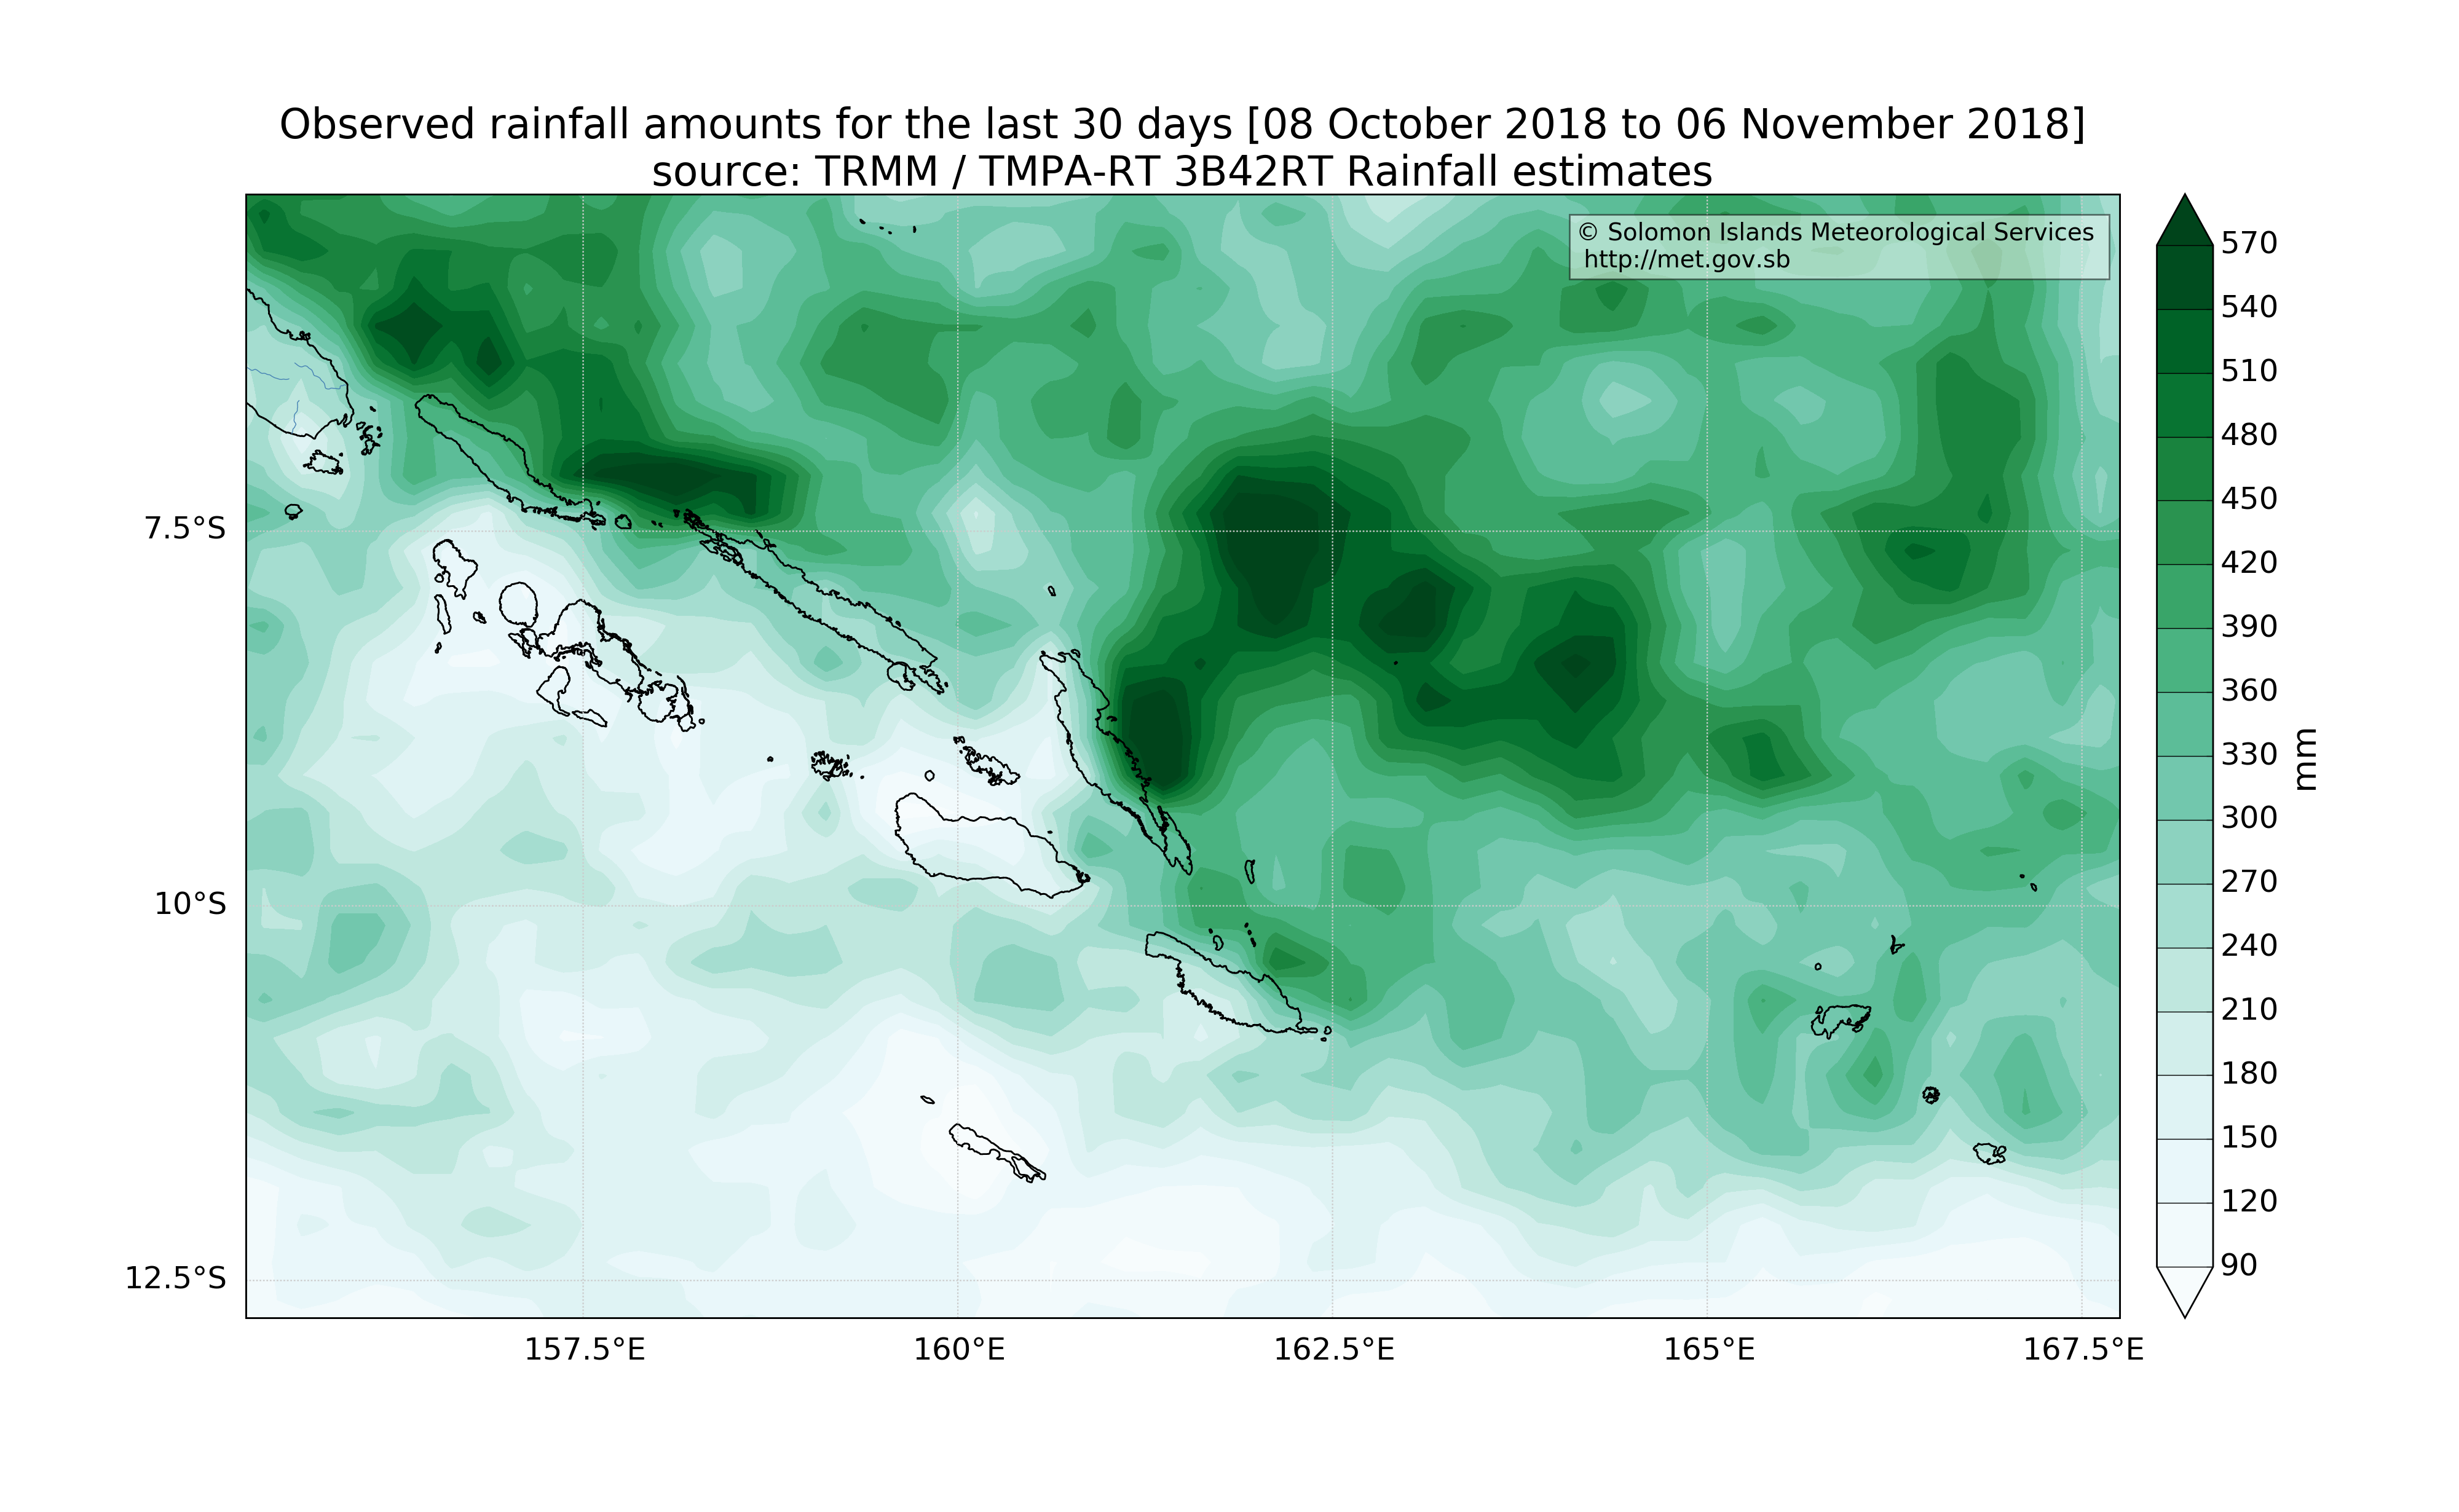 Observed rainfall amounts for the last 30 days [08 October 2018 to 06 November 2018]
source: TRMM / TMPA-RT 3B42RT Rainfall estimates
© Solomon Islands Meteorological Services
http://met.gov.sb
7.5°S
10°S
12.5°S
157.5°E
160°E
162.5°E
165°E
167.5°E
570
540
510
480
450
420
390
360
330
300
270
240
210
180
150
120
90
mm